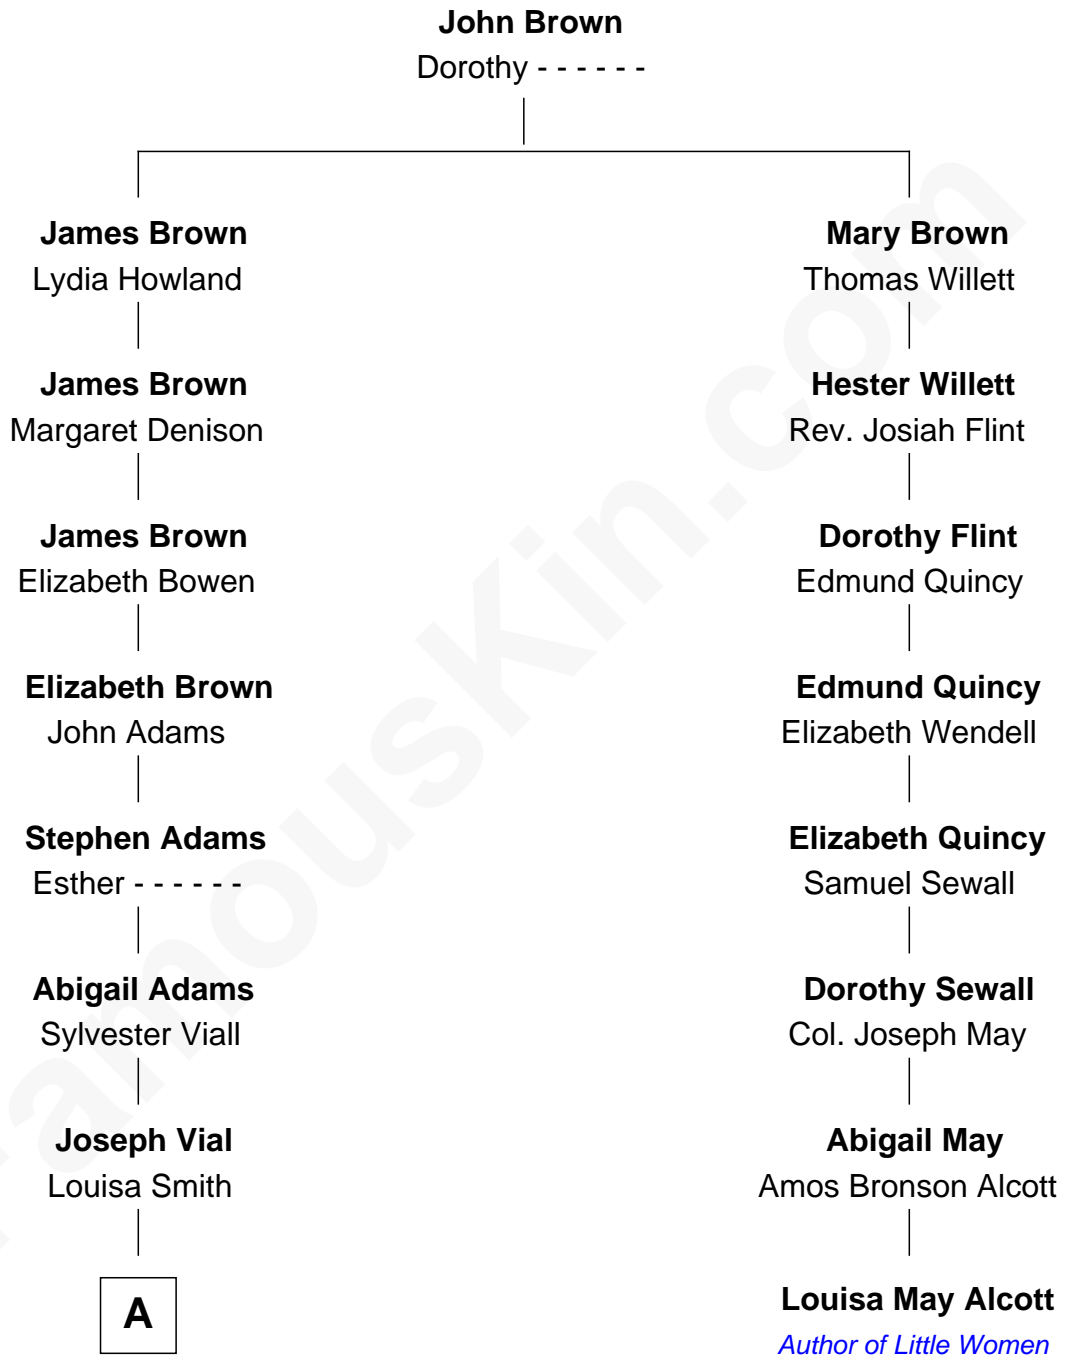 John Brown
Dorothy - - - - - -
James Brown
Lydia Howland
Mary Brown
Thomas Willett
James Brown
Margaret Denison
Hester Willett
Rev. Josiah Flint
James Brown
Elizabeth Bowen
Dorothy Flint
Edmund Quincy
Elizabeth Brown
John Adams
Edmund Quincy
Elizabeth Wendell
Stephen Adams
Esther - - - - - -
Elizabeth Quincy
Samuel Sewall
Abigail Adams
Sylvester Viall
Dorothy Sewall
Col. Joseph May
Joseph Vial
Louisa Smith
Abigail May
Amos Bronson Alcott
A
Louisa May Alcott
Author of Little Women
FamousKin.com